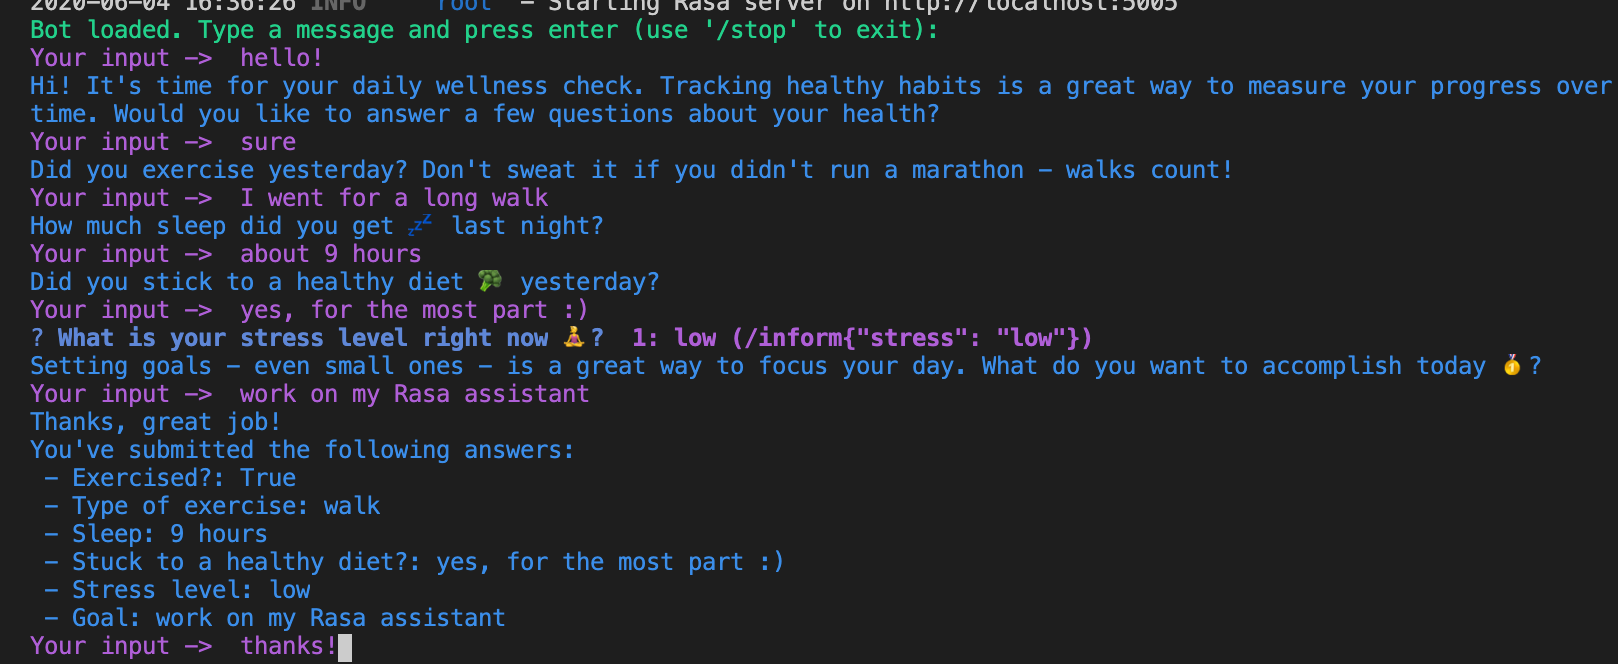 2020-06-04 16:36:26 INFO root - Starting Rasa server on http://localhost:5005
Bot loaded. Type a message and press enter (use '/stop' to exit):
Your input -> hello!
Hi! It's time for your daily wellness check. Tracking healthy habits is a great way to measure your progress over
time. Would you like to answer a few questions about your health?
Your input -> sure
Did you exercise yesterday? Don't sweat it if you didn't run a marathon - walks count!
Your input -> I went for a long walk
How much sleep did you get 💤 last night?
Your input -> about 9 hours
Did you stick to a healthy diet 🥦 yesterday?
Your input -> yes, for the most part :)
? What is your stress level right now 🧘? 1: low (/inform{"stress": "low"})
Setting goals - even small ones - is a great way to focus your day. What do you want to accomplish today 🥇?
Your input -> work on my Rasa assistant
Thanks, great job!
You've submitted the following answers:
- Exercised?: True
- Type of exercise: walk
- Sleep: 9 hours
- Stuck to a healthy diet?: yes, for the most part :)
- Stress level: low
- Goal: work on my Rasa assistant
Your input -> thanks!